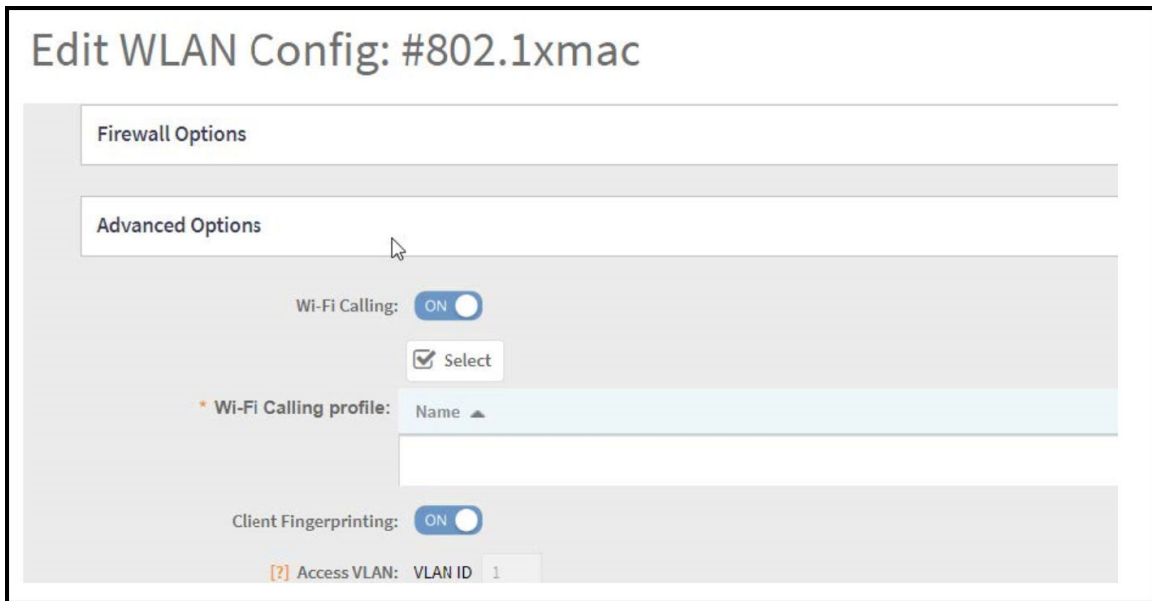 Edit WLAN Config: #802.1xmac
Firewall Options
Advanced Options
Wi-Fi Calling: ON
Select
* Wi-Fi Calling profile: Name
Client Fingerprinting: ON
[?] Access VLAN: VLAN ID 1